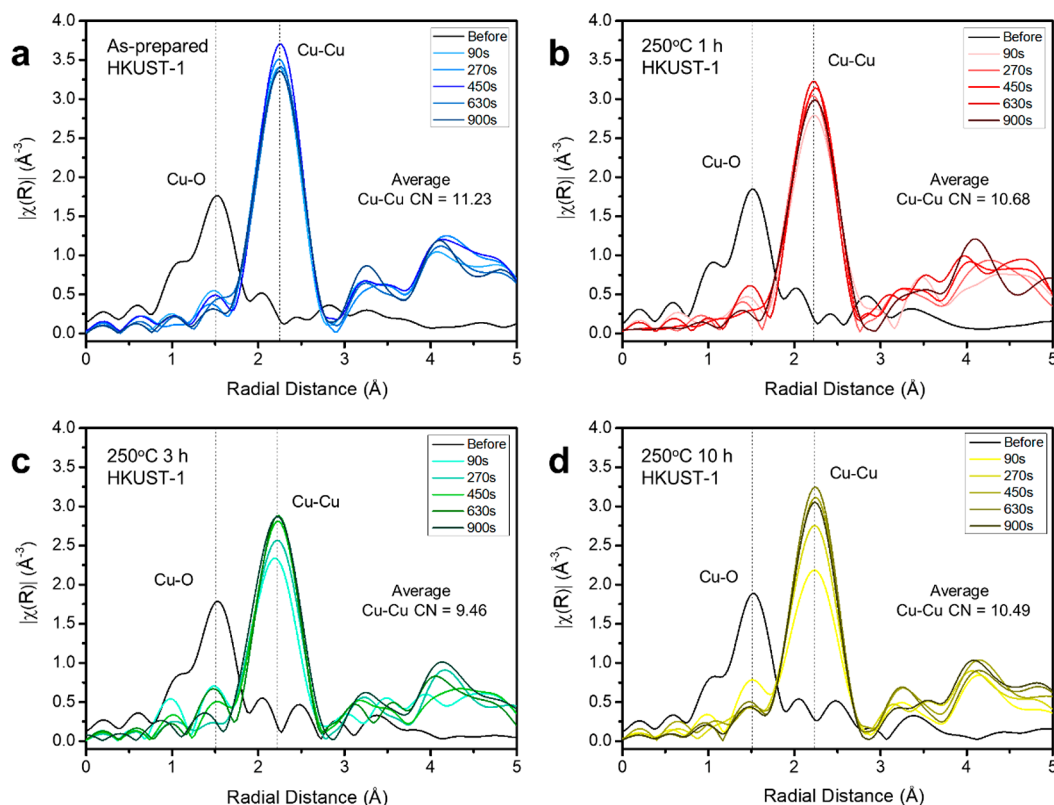 a
As-prepared
HKUST-1
Cu-Cu
Cu-O
Before
90s
270s
450s
630s
900s
Average
Cu-Cu CN = 11.23
|χ(R)| (Å⁻³)
4.0
3.5
3.0
2.5
2.0
1.5
1.0
0.5
0.0
0 1 2 3 4 5
Radial Distance (Å)
b
250°C 1 h
HKUST-1
Cu-Cu
Cu-O
Before
90s
270s
450s
630s
900s
Average
Cu-Cu CN = 10.68
|χ(R)| (Å⁻³)
4.0
3.5
3.0
2.5
2.0
1.5
1.0
0.5
0.0
0 1 2 3 4 5
Radial Distance (Å)
c
250°C 3 h
HKUST-1
Cu-Cu
Cu-O
Before
90s
270s
450s
630s
900s
Average
Cu-Cu CN = 9.46
|χ(R)| (Å⁻³)
4.0
3.5
3.0
2.5
2.0
1.5
1.0
0.5
0.0
0 1 2 3 4 5
Radial Distance (Å)
d
250°C 10 h
HKUST-1
Cu-Cu
Cu-O
Before
90s
270s
450s
630s
900s
Average
Cu-Cu CN = 10.49
|χ(R)| (Å⁻³)
4.0
3.5
3.0
2.5
2.0
1.5
1.0
0.5
0.0
0 1 2 3 4 5
Radial Distance (Å)